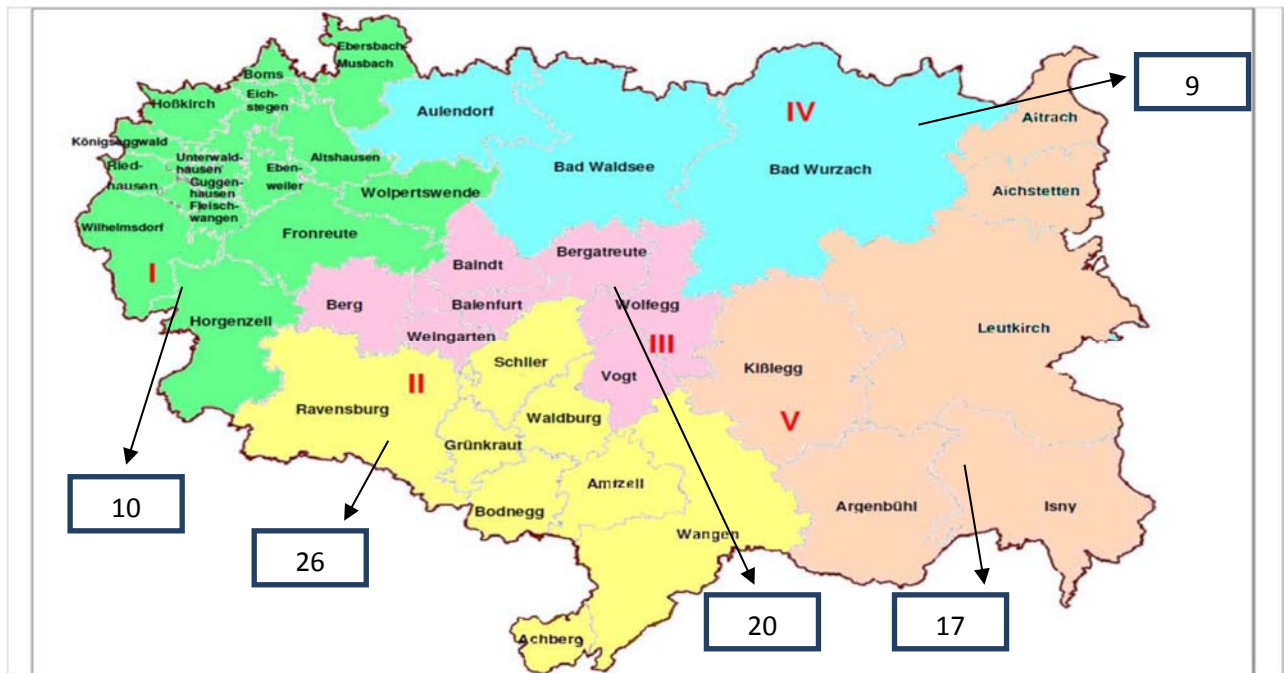 Ebersbach-
Musbach
Boms
Eich-
stegen
Hoßkirch
Königseggwald
Ried-
hausen
Unterwald-
hausen
Guggen-
hausen
Fleisch-
wangen
Eben-
weiler
Altshausen
Wolpertswende
Wilhelmsdorf
Fronreute
I
Horgenzell
Aulendorf
Bad Waldsee
IV
Bad Wurzach
9
Aitrach
Aichstetten
Baindt
Bergatreute
Berg
Baienfurt
Wolfegg
Weingarten
III
Vogt
Leutkirch
Kißlegg
V
Schlier
II
Ravensburg
Waldburg
Grünkraut
Amtzell
Bodnegg
Wangen
Argenbühl
Isny
10
26
20
17
Achberg